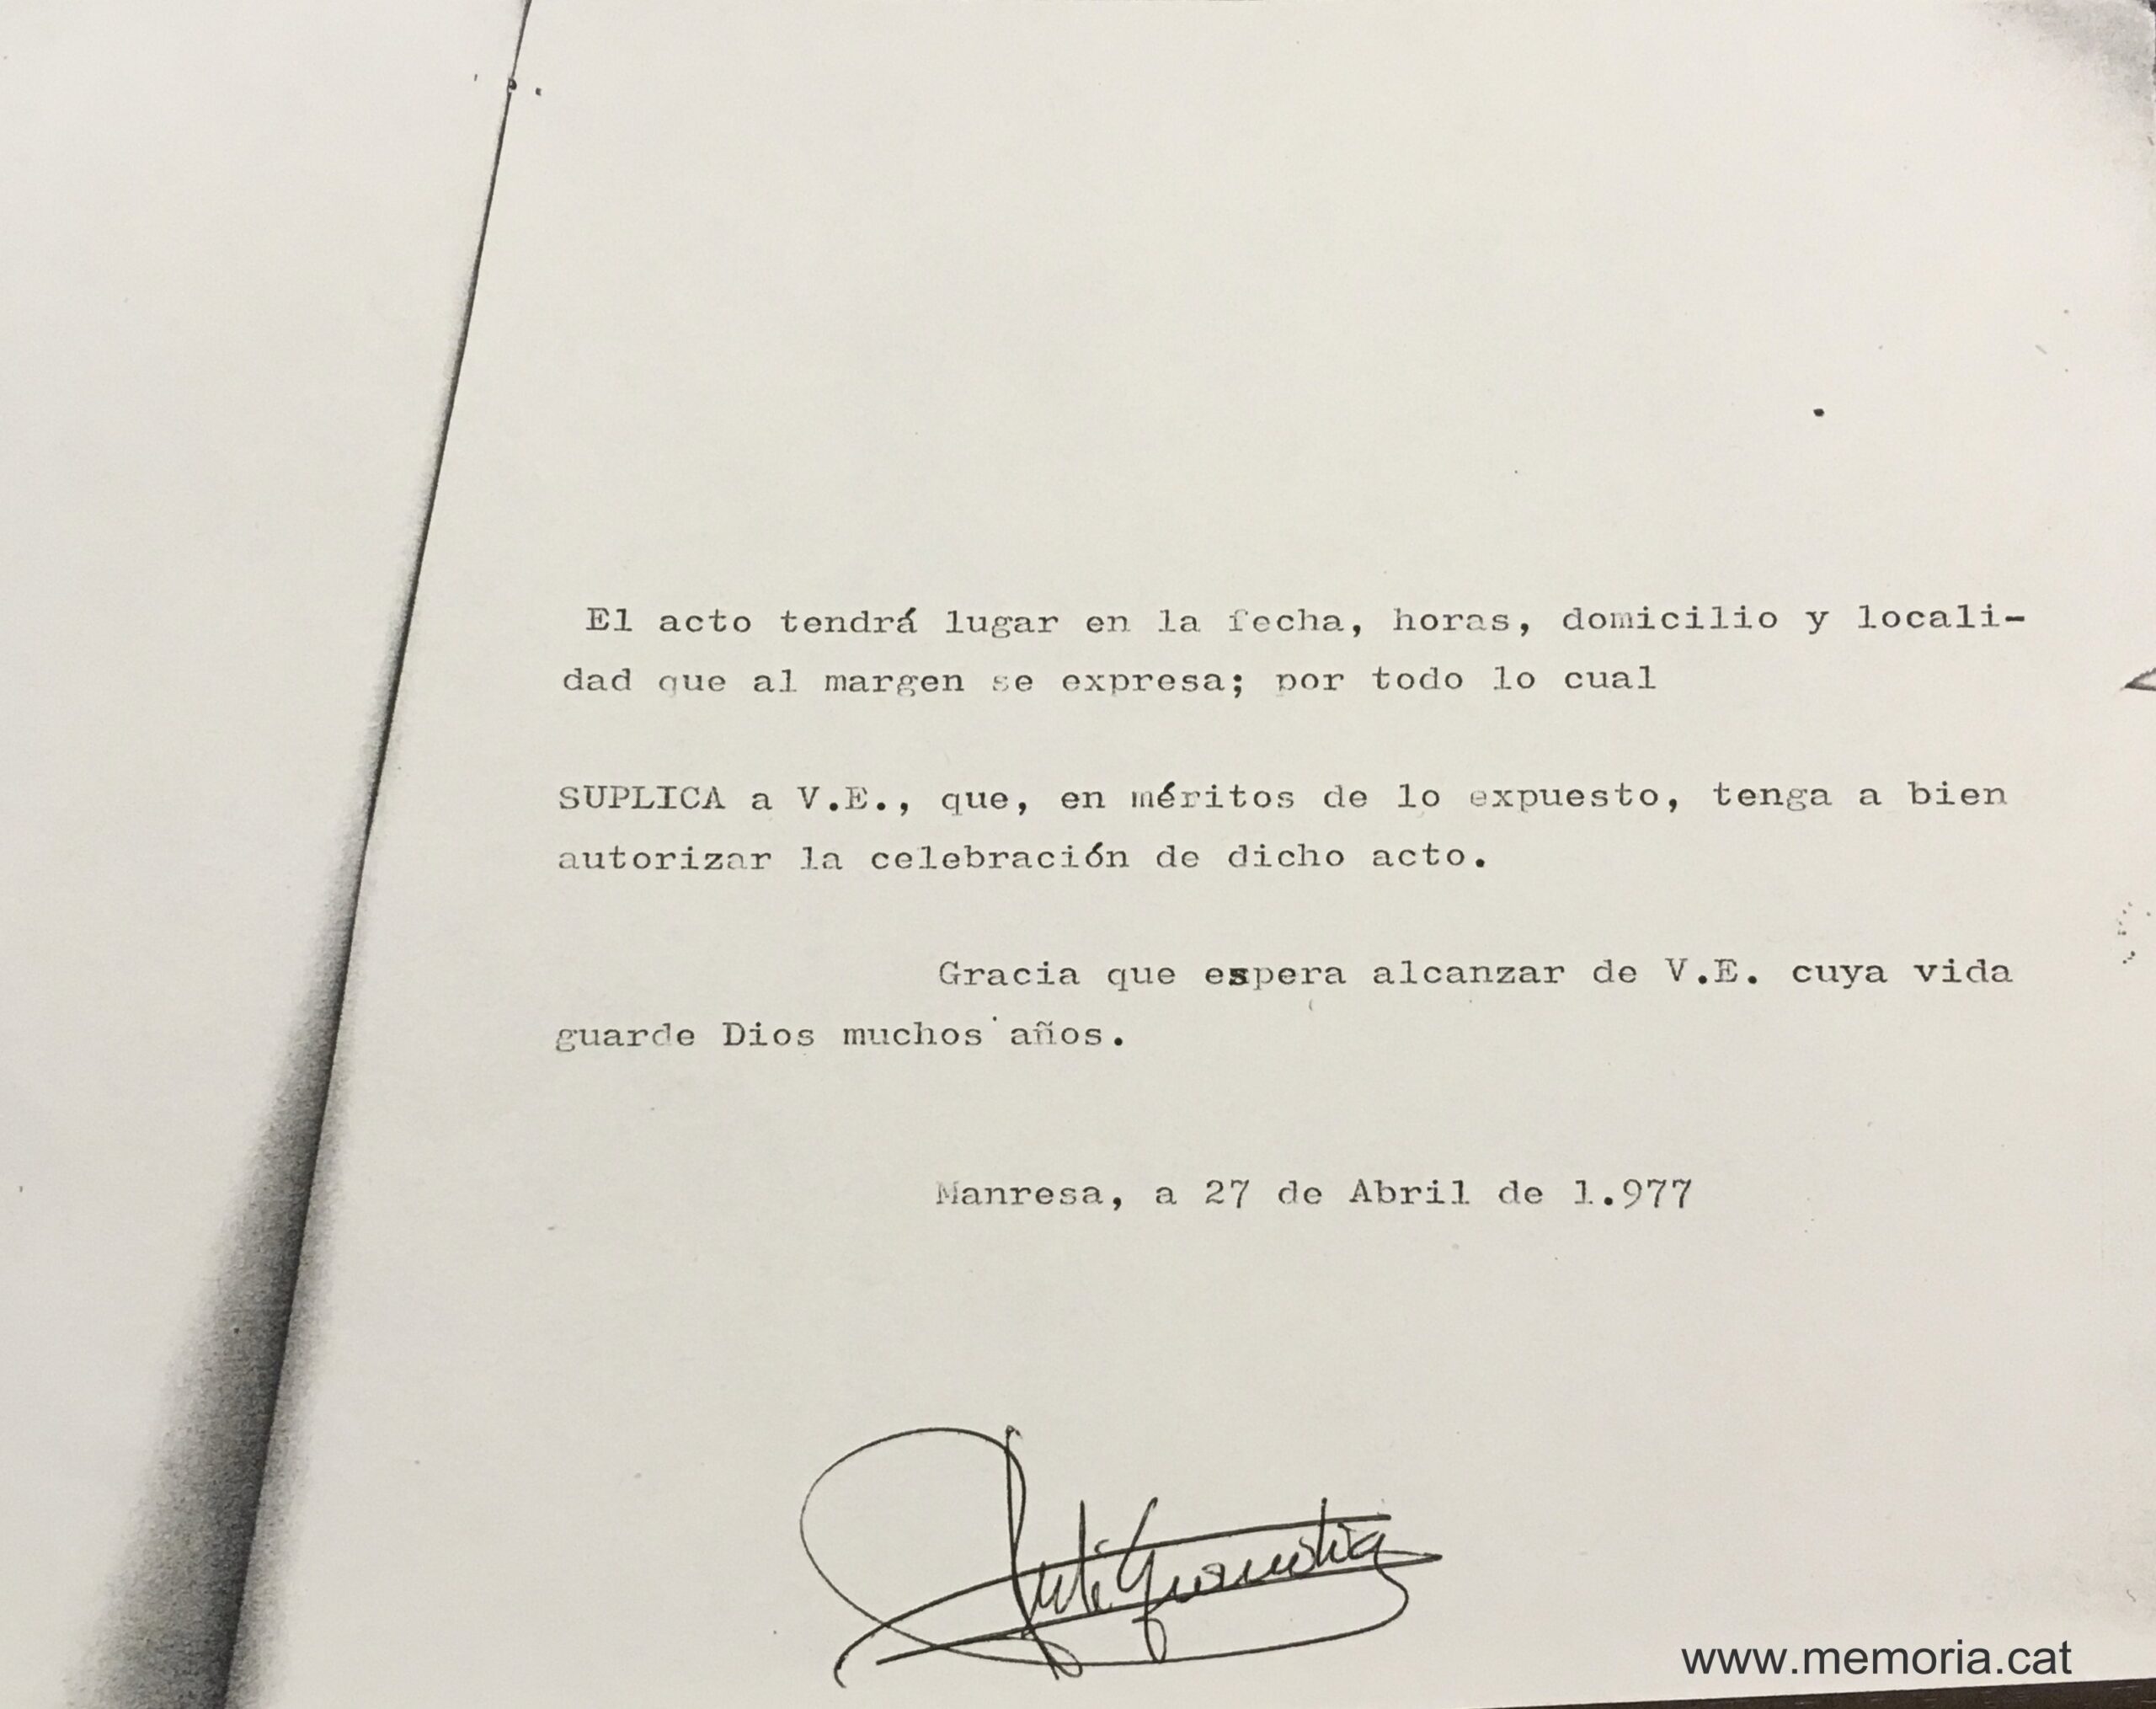 El acto tendrá lugar en la fecha, horas, domicilio y locali-
dad que al margen se expresa; por todo lo cual
SUPLICA a V.E., que, en méritos de lo expuesto, tenga a bien
autorizar la celebración de dicho acto.
Gracia que espera alcanzar de V.E. cuya vida
guarde Dios muchos años.
Manresa, a 27 de Abril de 1.977
www.memoria.cat